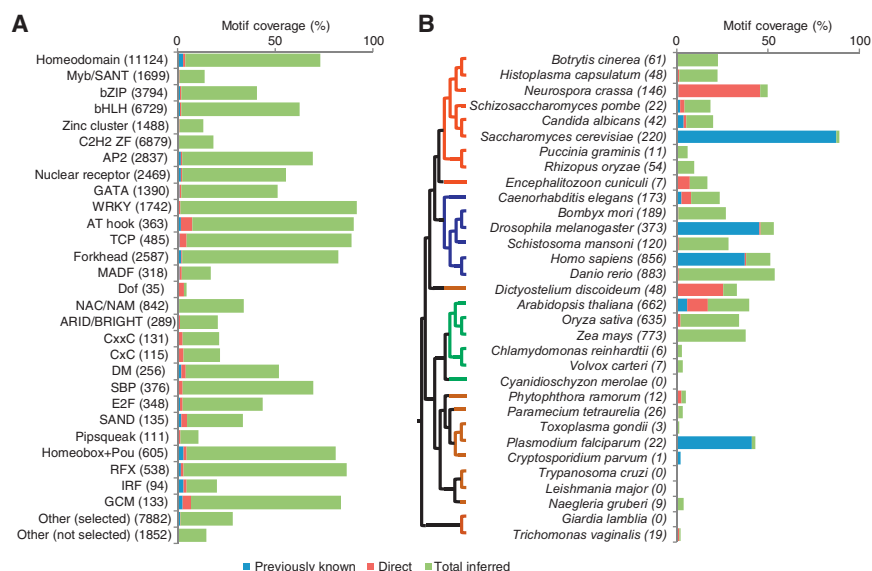 A
Motif coverage (%)
0
50
100
Homeodomain (11124)
Myb/SANT (1699)
bZIP (3794)
bHLH (6729)
Zinc cluster (1488)
C2H2 ZF (6879)
AP2 (2837)
Nuclear receptor (2469)
GATA (1390)
WRKY (1742)
AT hook (363)
TCP (485)
Forkhead (2587)
MADF (318)
Dof (35)
NAC/NAM (842)
ARID/BRIGHT (289)
CxxC (131)
CxC (115)
DM (256)
SBP (376)
E2F (348)
SAND (135)
Pipsqueak (111)
Homeobox+Pou (605)
RFX (538)
IRF (94)
GCM (133)
Other (selected) (7882)
Other (not selected) (1852)
B
Motif coverage (%)
0
50
100
Botrytis cinerea (61)
Histoplasma capsulatum (48)
Neurospora crassa (146)
Schizosaccharomyces pombe (22)
Candida albicans (42)
Saccharomyces cerevisiae (220)
Puccinia graminis (11)
Rhizopus oryzae (54)
Encephalitozoon cuniculi (7)
Caenorhabditis elegans (173)
Bombyx mori (189)
Drosophila melanogaster (373)
Schistosoma mansoni (120)
Homo sapiens (856)
Danio rerio (883)
Dictyostelium discoideum (48)
Arabidopsis thaliana (662)
Oryza sativa (635)
Zea mays (773)
Chlamydomonas reinhardtii (6)
Volvox carteri (7)
Cyanidioschyzon merolae (0)
Phytophthora ramorum (12)
Paramecium tetraurelia (26)
Toxoplasma gondii (3)
Plasmodium falciparum (22)
Cryptosporidium parvum (1)
Trypanosoma cruzi (0)
Leishmania major (0)
Naegleria gruberi (9)
Giardia lamblia (0)
Trichomonas vaginalis (19)
Previously known
Direct
Total inferred